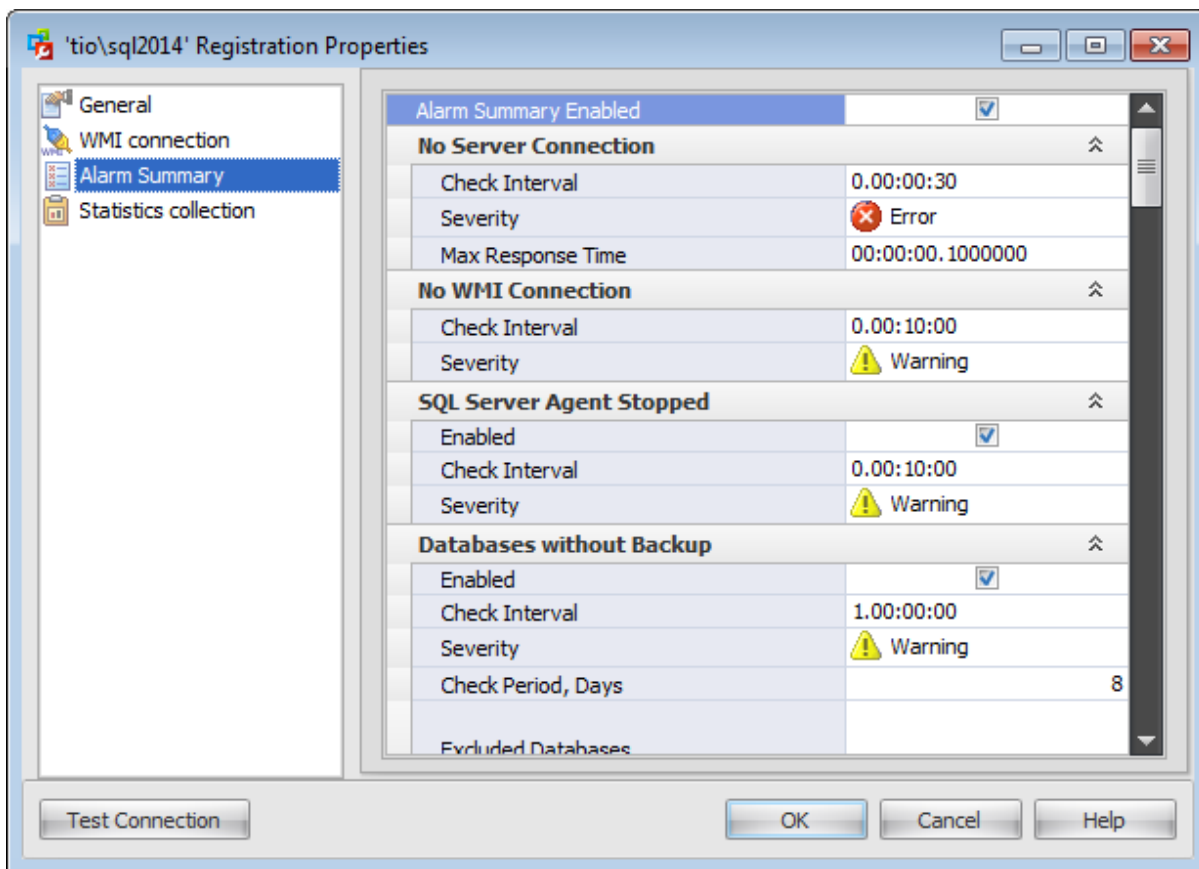 'tio\sql2014' Registration Properties
General
WMI connection
Alarm Summary
Statistics collection
Alarm Summary Enabled
No Server Connection
Check Interval 0.00:00:30
Severity Error
Max Response Time 00:00:00.1000000
No WMI Connection
Check Interval 0.00:10:00
Severity Warning
SQL Server Agent Stopped
Enabled
Check Interval 0.00:10:00
Severity Warning
Databases without Backup
Enabled
Check Interval 1.00:00:00
Severity Warning
Check Period, Days 8
Excluded Databases
Test Connection OK Cancel Help